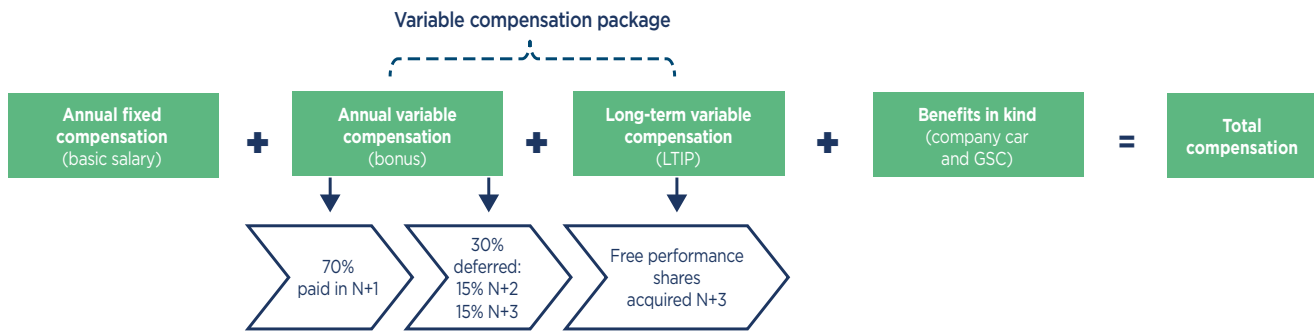 Variable compensation package
Annual fixed
compensation
(basic salary)
+
Annual variable
compensation
(bonus)
+
Long-term variable
compensation
(LTIP)
+
Benefits in kind
(company car
and GSC)
=
Total
compensation
70%
paid in N+1
30%
deferred:
15% N+2
15% N+3
Free performance
shares
acquired N+3